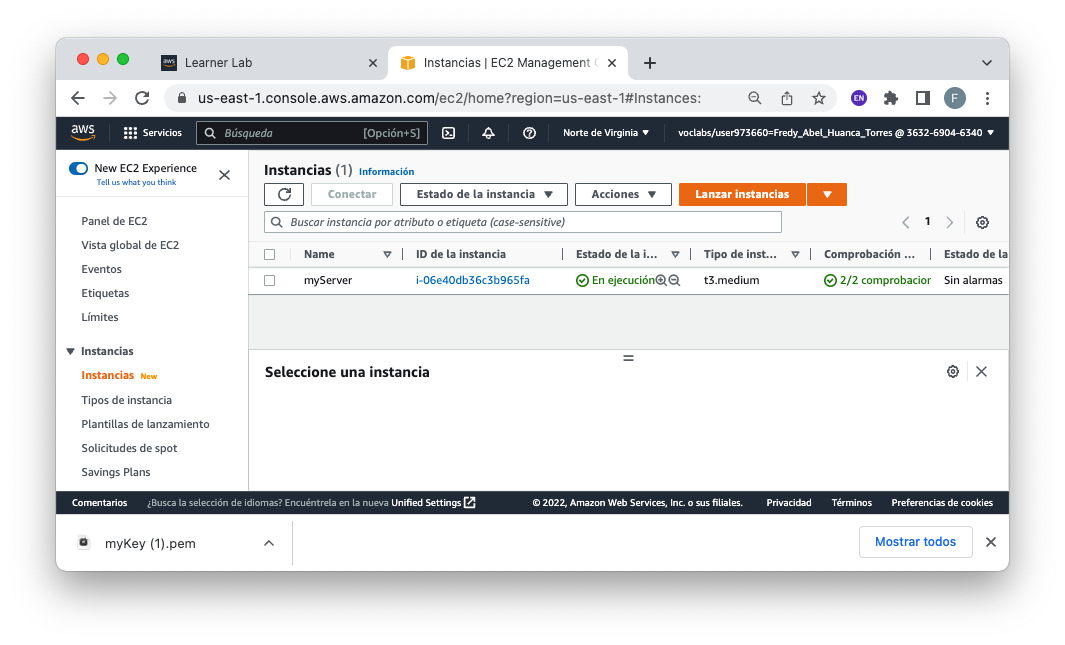 aws Learner Lab
Instancias | EC2 Management
us-east-1.console.aws.amazon.com/ec2/home?region=us-east-1#Instances:
EN
F
aws Servicios Búsqueda [Opción+S] Norte de Virginia voclabs/user973660=Fredy_Abel_Huanca_Torres @ 3632-6904-6340
New EC2 Experience
Tell us what you think
Panel de EC2
Vista global de EC2
Eventos
Etiquetas
Límites
Instancias
Instancias New
Tipos de instancia
Plantillas de lanzamiento
Solicitudes de spot
Savings Plans
Instancias (1) Información
Conectar Estado de la instancia Acciones Lanzar instancias
Buscar instancia por atributo o etiqueta (case-sensitive)
1
Name ID de la instancia Estado de la i... Tipo de inst... Comprobación ... Estado de la
myServer i-06e40db36c3b965fa En ejecución t3.medium 2/2 comprobacior Sin alarmas
Seleccione una instancia
Comentarios ¿Busca la selección de idiomas? Encuéntrela en la nueva Unified Settings © 2022, Amazon Web Services, Inc. o sus filiales. Privacidad Términos Preferencias de cookies
myKey (1).pem Mostrar todos